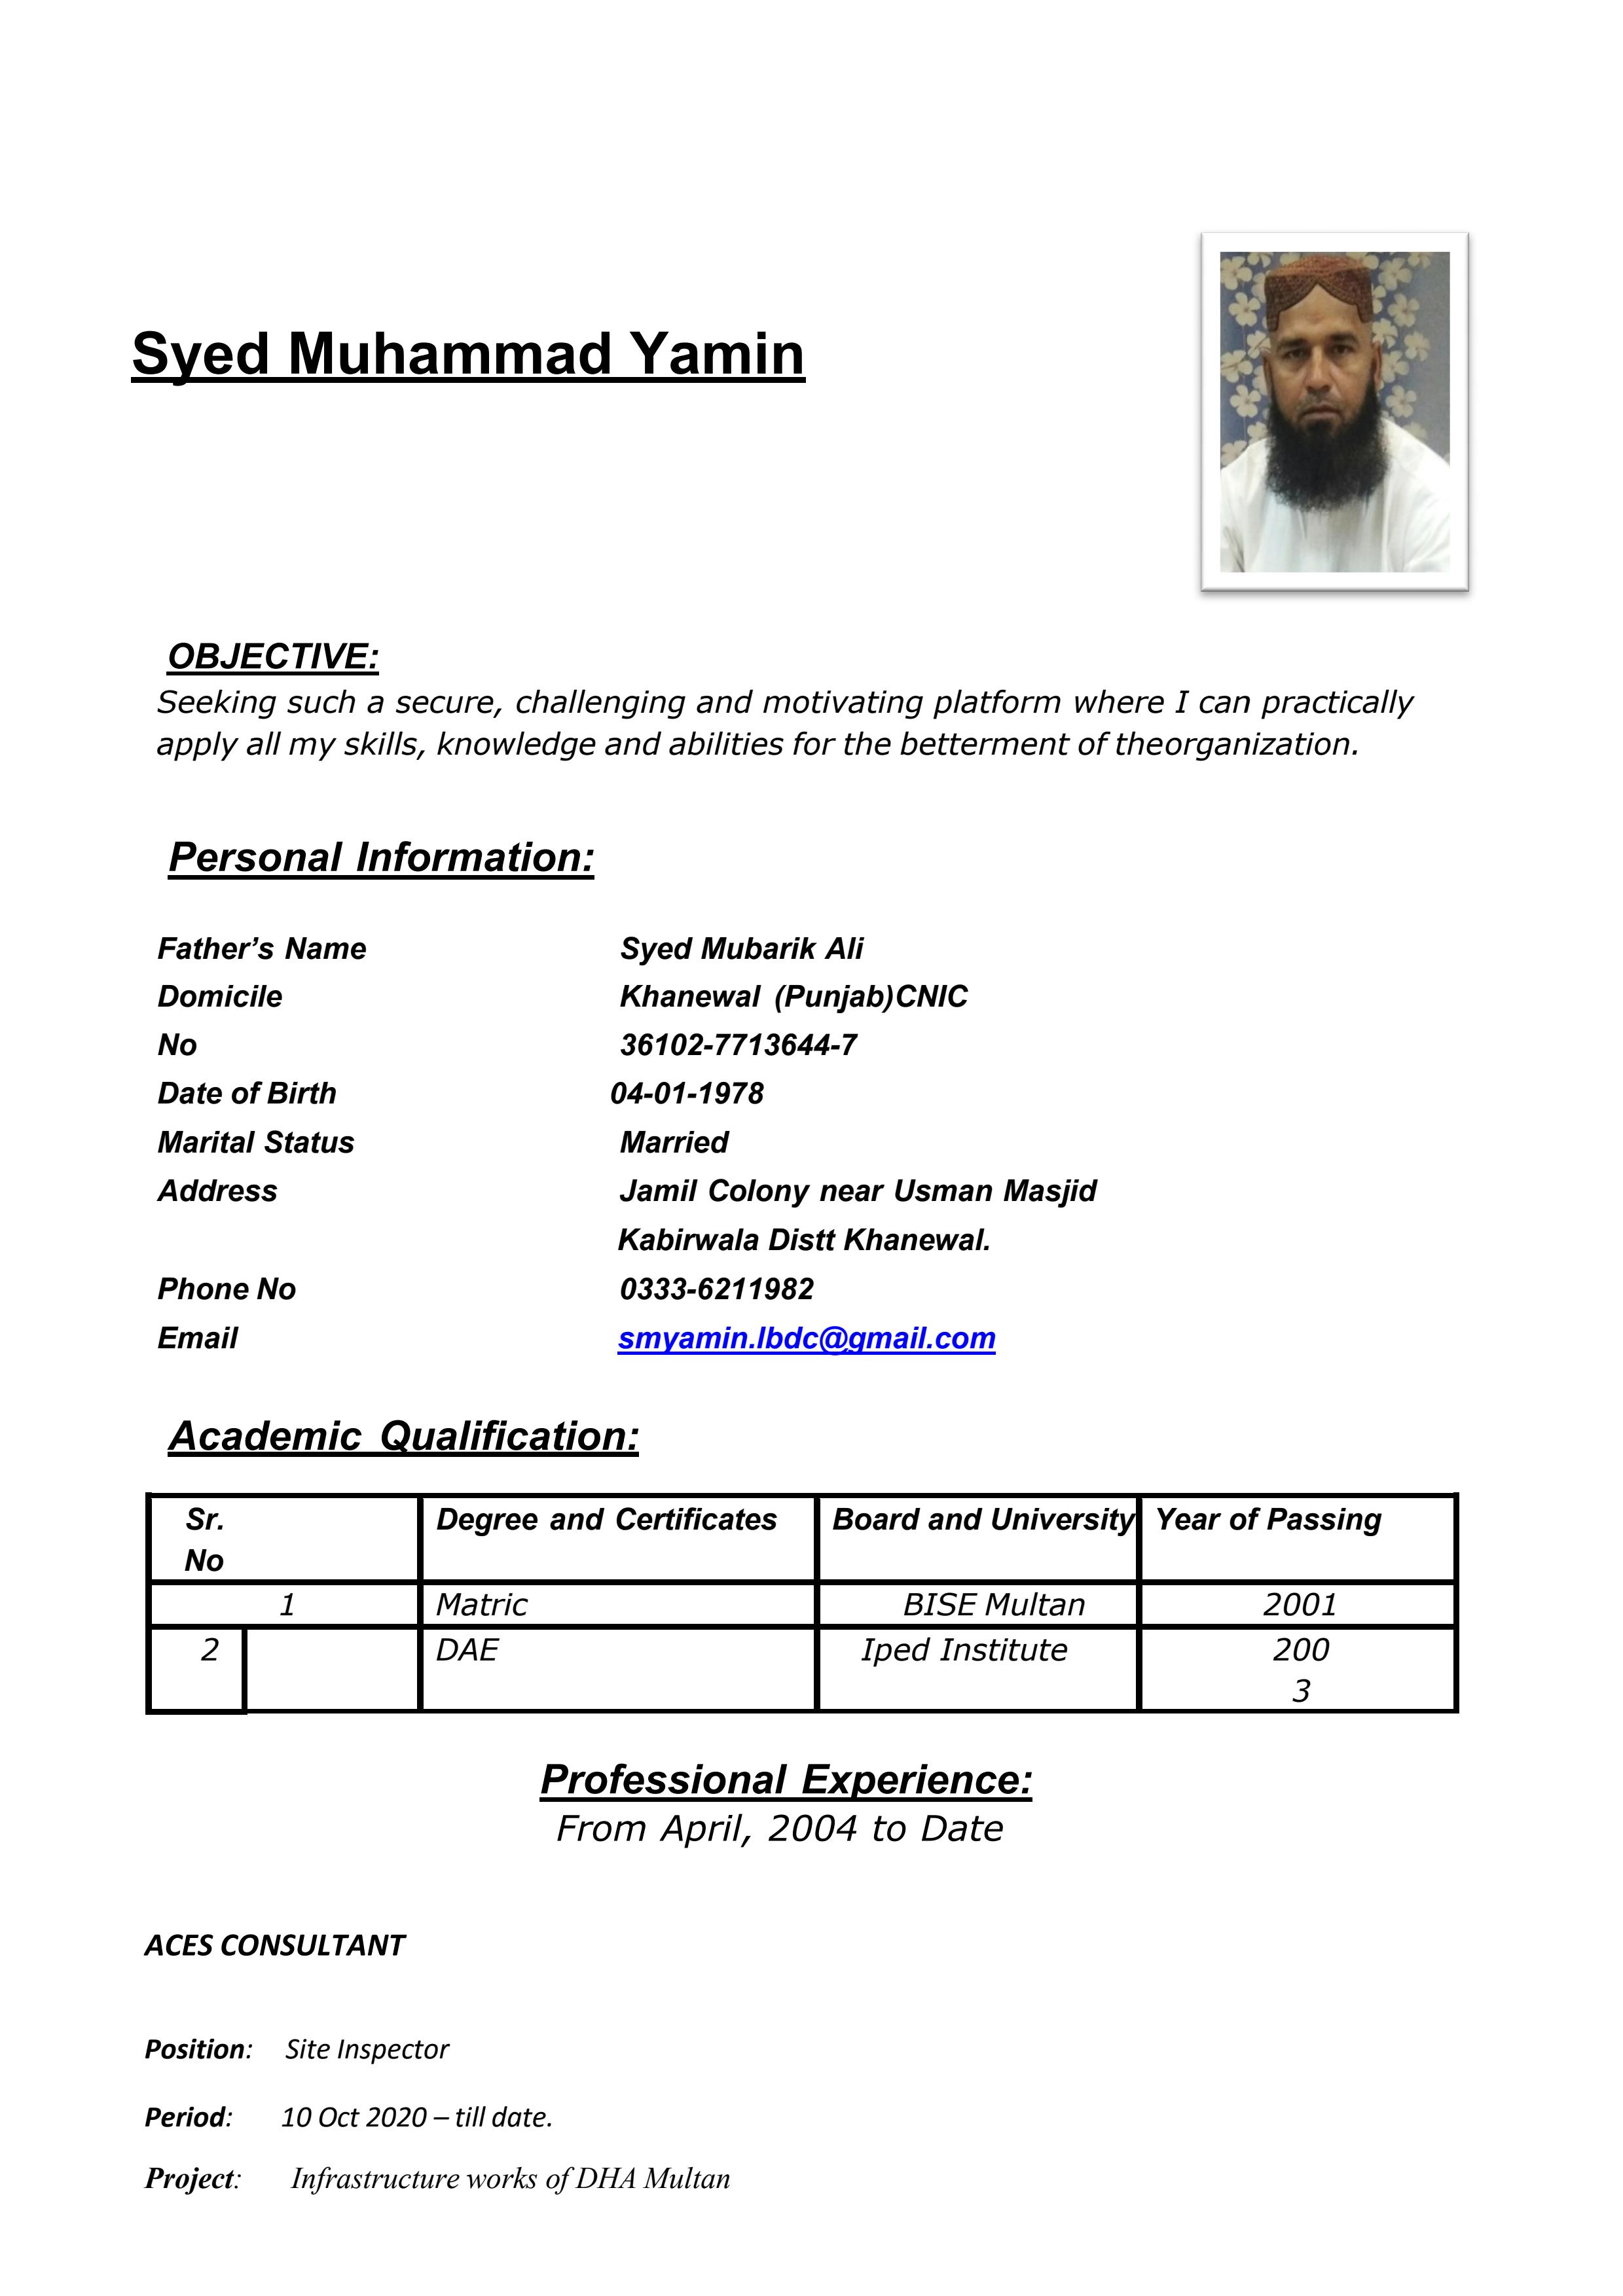 Syed Muhammad Yamin
OBJECTIVE:
Seeking such a secure, challenging and motivating platform where I can practically
apply all my skills, knowledge and abilities for the betterment of theorganization.
Personal Information:
Father’s Name Syed Mubarik Ali
Domicile Khanewal (Punjab)CNIC
No 36102-7713644-7
Date of Birth 04-01-1978
Marital Status Married
Address Jamil Colony near Usman Masjid
Kabirwala Distt Khanewal.
Phone No 0333-6211982
Email smyamin.lbdc@gmail.com
Academic Qualification:
Sr. Degree and Certificates Board and University Year of Passing
No
1 Matric BISE Multan 2001
2 DAE Iped Institute 200
3
Professional Experience:
From April, 2004 to Date
ACES CONSULTANT
Position: Site Inspector
Period: 10 Oct 2020 – till date.
Project: Infrastructure works of DHA Multan